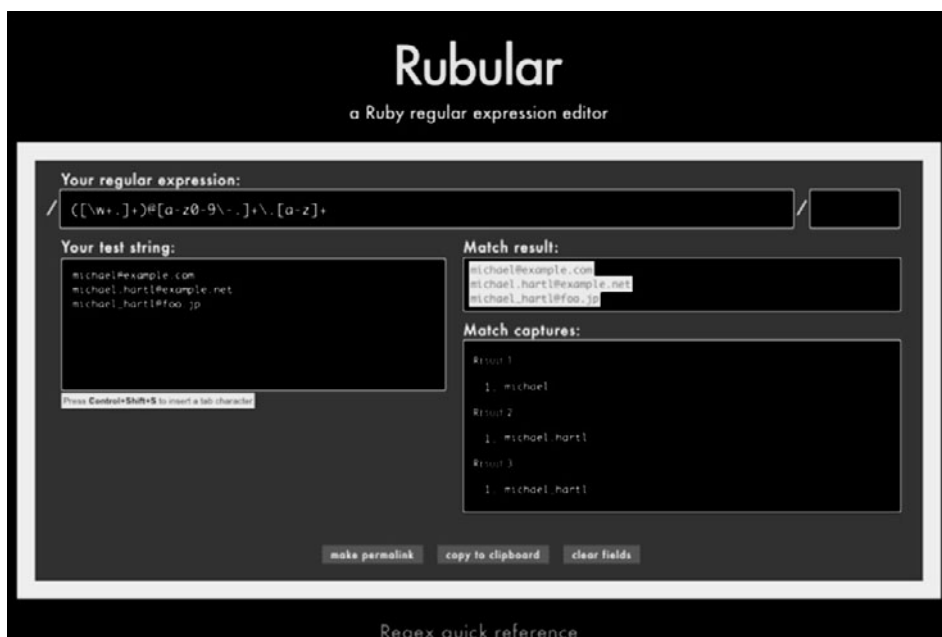 Rubular
a Ruby regular expression editor
Your regular expression:
/ ([\w+.]+)@[a-z0-9\-.]+\.[a-z]+ /
Your test string:
michael@example.com
michael.hartl@example.net
michael_hartl@foo.jp
Press Control+Shift+S to insert a tab character
Match result:
michael@example.com
michael.hartl@example.net
michael_hartl@foo.jp
Match captures:
Result 1
1. michael
Result 2
1. michael.hartl
Result 3
1. michael_hartl
make permalink copy to clipboard clear fields
Regex quick reference